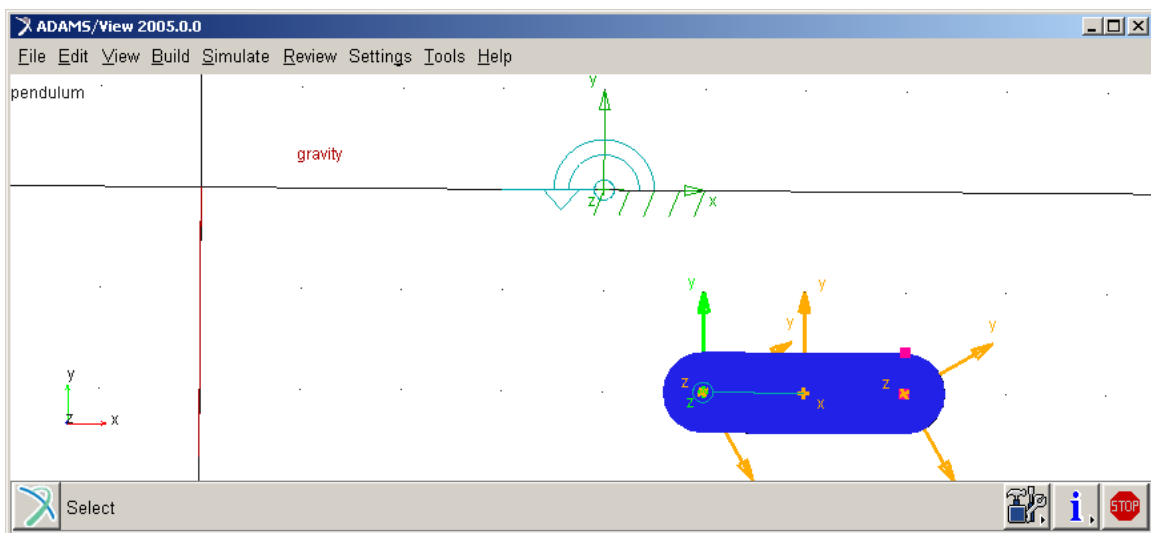 ADAMS/View 2005.0.0
File Edit View Build Simulate Review Settings Tools Help
pendulum
y
gravity
z x
y y
y y
y
z z
z x
z x
Select
i
STOP